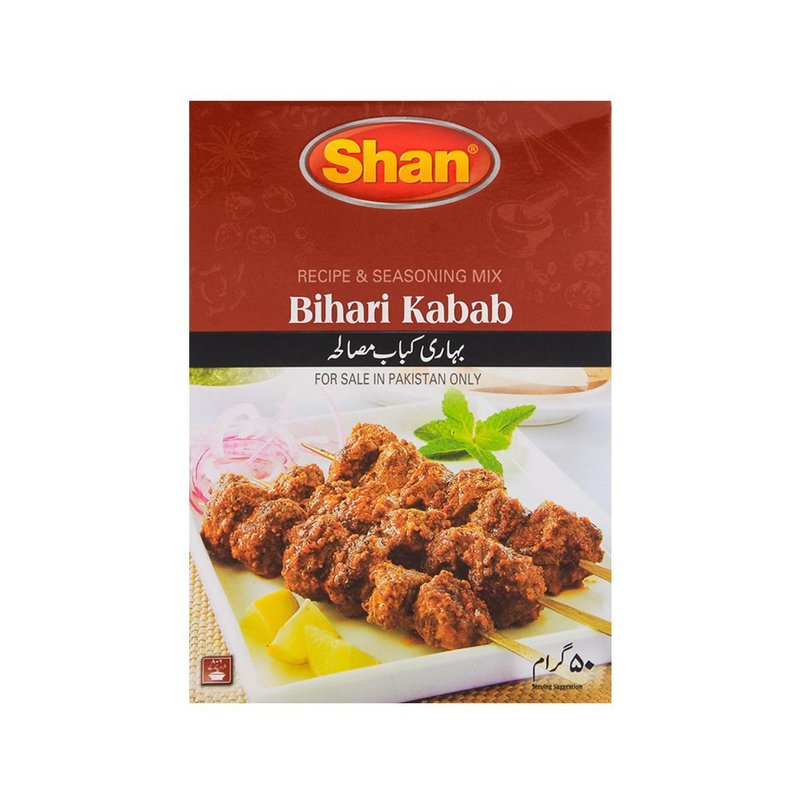 Shan®
RECIPE & SEASONING MIX
Bihari Kabab
بہاری کباب مصالحہ
FOR SALE IN PAKISTAN ONLY
۵۰ گرام
Serving Suggestion